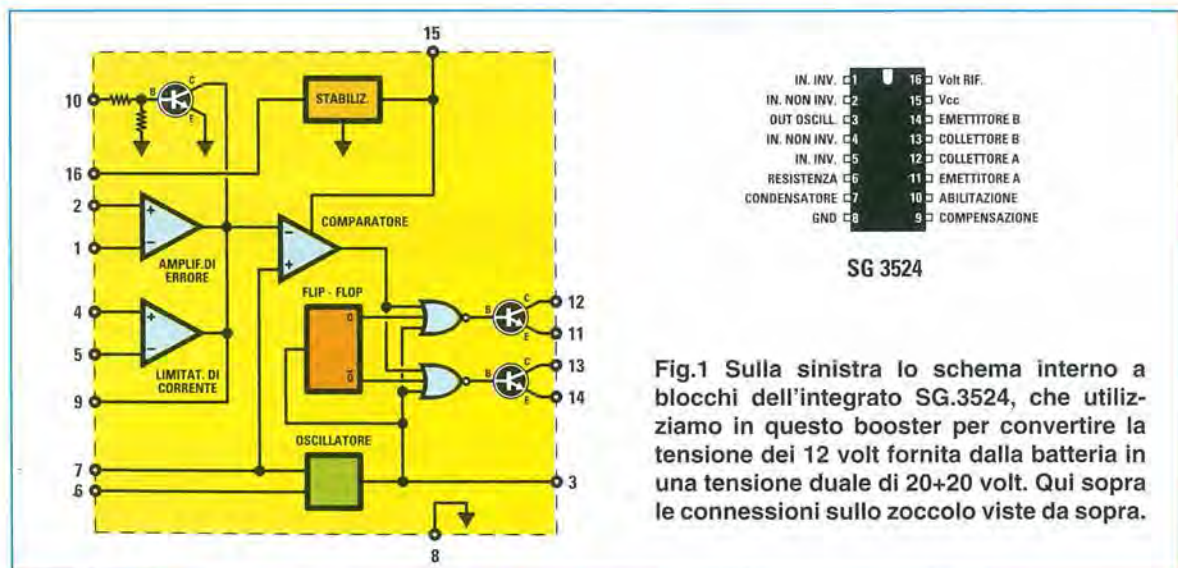 15
10
B
C
E
STABILIZ.
16
2
+
1
−
AMPLIF.DI
ERRORE
COMPARATORE
−
+
4
+
5
−
LIMITAT. DI
CORRENTE
9
FLIP - FLOP
Q
Q
B
C
E
12
11
B
C
E
13
14
OSCILLATORE
7
6
3
8
IN. INV. 1 16 Volt RIF.
IN. NON INV. 2 15 Vcc
OUT OSCILL. 3 14 EMETTITORE B
IN. NON INV. 4 13 COLLETTORE B
IN. INV. 5 12 COLLETTORE A
RESISTENZA 6 11 EMETTITORE A
CONDENSATORE 7 10 ABILITAZIONE
GND 8 9 COMPENSAZIONE
SG 3524
Fig.1 Sulla sinistra lo schema interno a
blocchi dell'integrato SG.3524, che utiliz-
ziamo in questo booster per convertire la
tensione dei 12 volt fornita dalla batteria in
una tensione duale di 20+20 volt. Qui sopra
le connessioni sullo zoccolo viste da sopra.